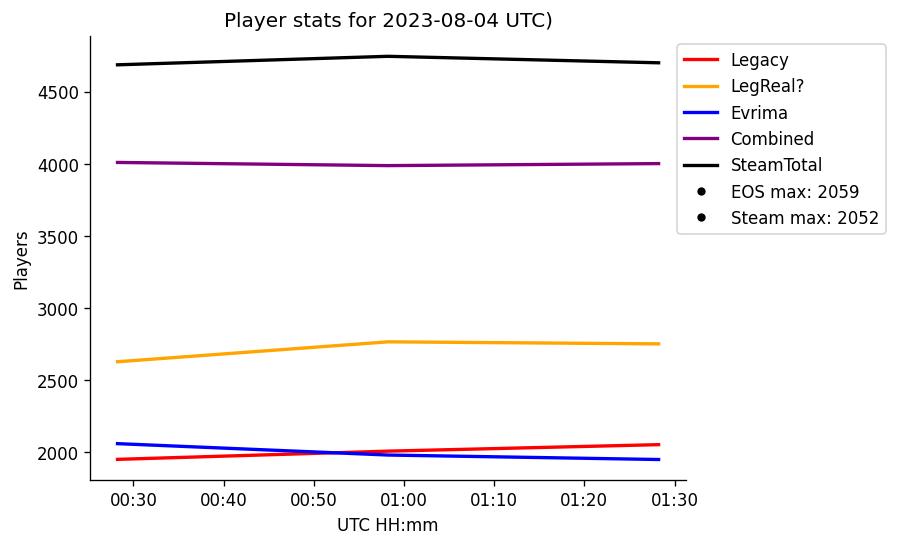 Player stats for 2023-08-04 UTC)
Legacy
LegReal?
Evrima
Combined
SteamTotal
EOS max: 2059
Steam max: 2052
Players
4500
4000
3500
3000
2500
2000
00:30 00:40 00:50 01:00 01:10 01:20 01:30
UTC HH:mm